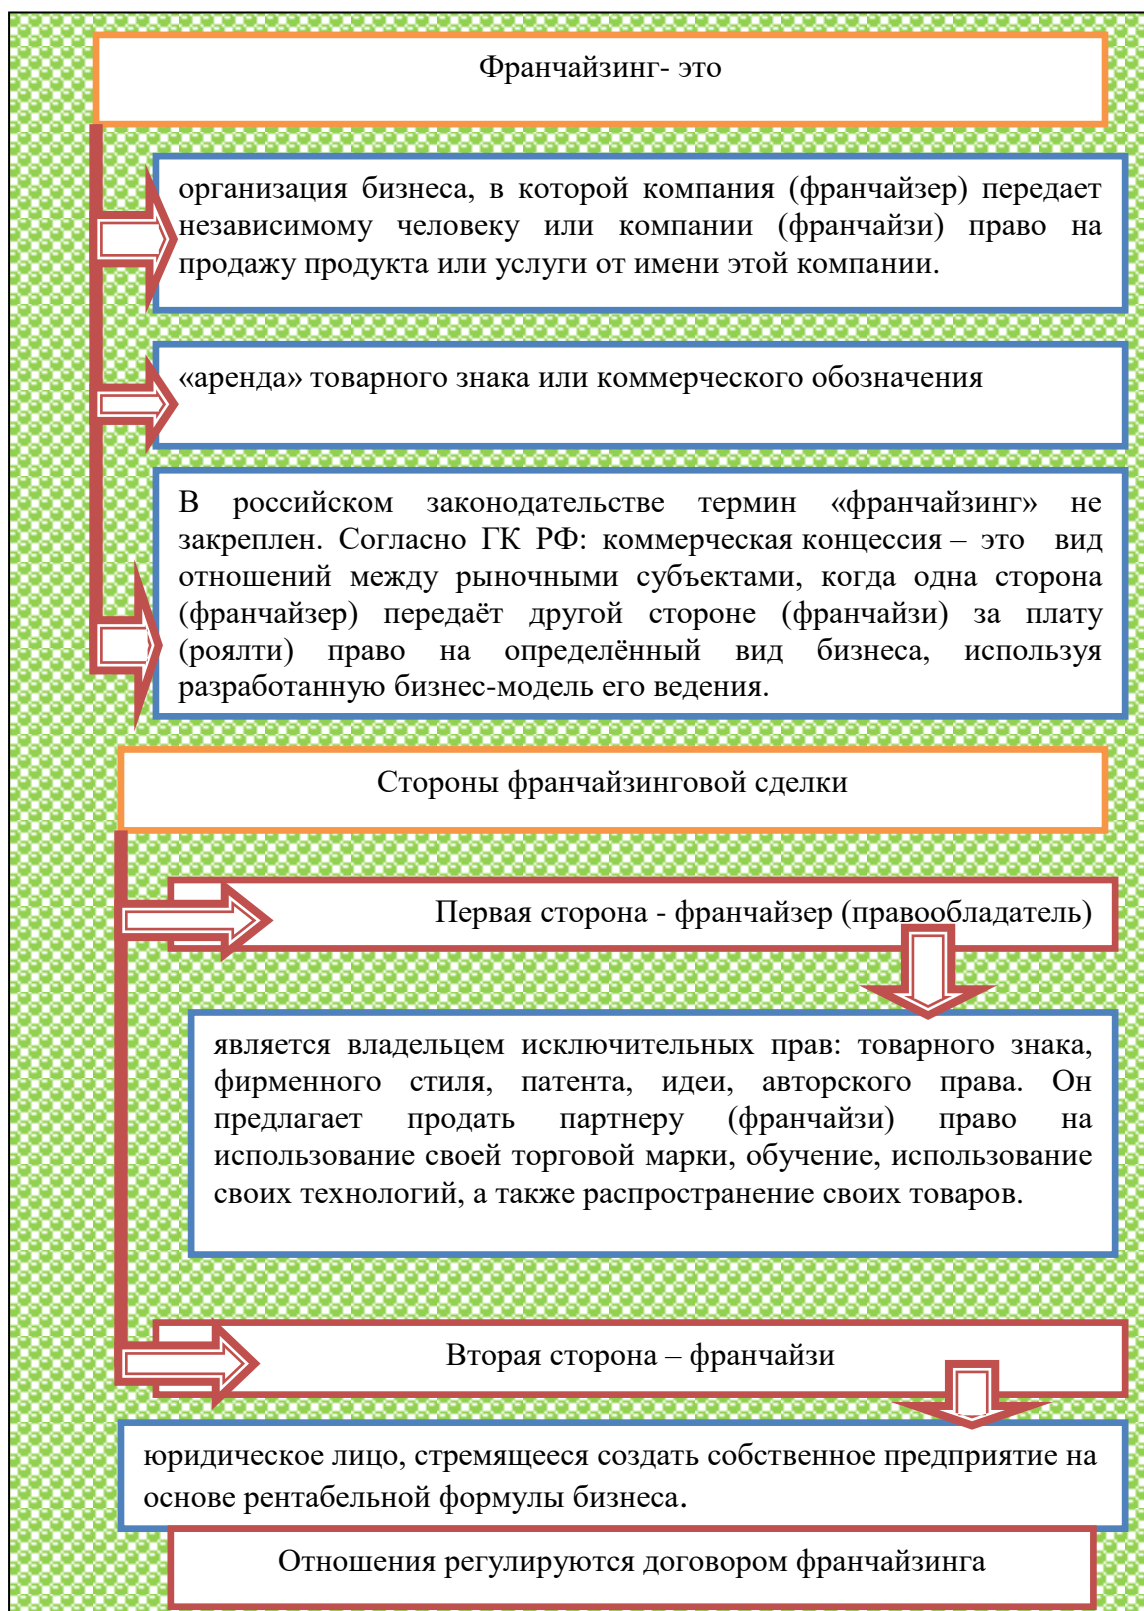 Франчайзинг- это
организация бизнеса, в которой компания (франчайзер) передает
независимому человеку или компании (франчайзи) право на
продажу продукта или услуги от имени этой компании.
«аренда» товарного знака или коммерческого обозначения
В российском законодательстве термин «франчайзинг» не
закреплен. Согласно ГК РФ: коммерческая концессия – это вид
отношений между рыночными субъектами, когда одна сторона
(франчайзер) передаёт другой стороне (франчайзи) за плату
(роялти) право на определённый вид бизнеса, используя
разработанную бизнес-модель его ведения.
Стороны франчайзинговой сделки
Первая сторона - франчайзер (правообладатель)
является владельцем исключительных прав: товарного знака,
фирменного стиля, патента, идеи, авторского права. Он
предлагает продать партнеру (франчайзи) право на
использование своей торговой марки, обучение, использование
своих технологий, а также распространение своих товаров.
Вторая сторона – франчайзи
юридическое лицо, стремящееся создать собственное предприятие на
основе рентабельной формулы бизнеса.
Отношения регулируются договором франчайзинга